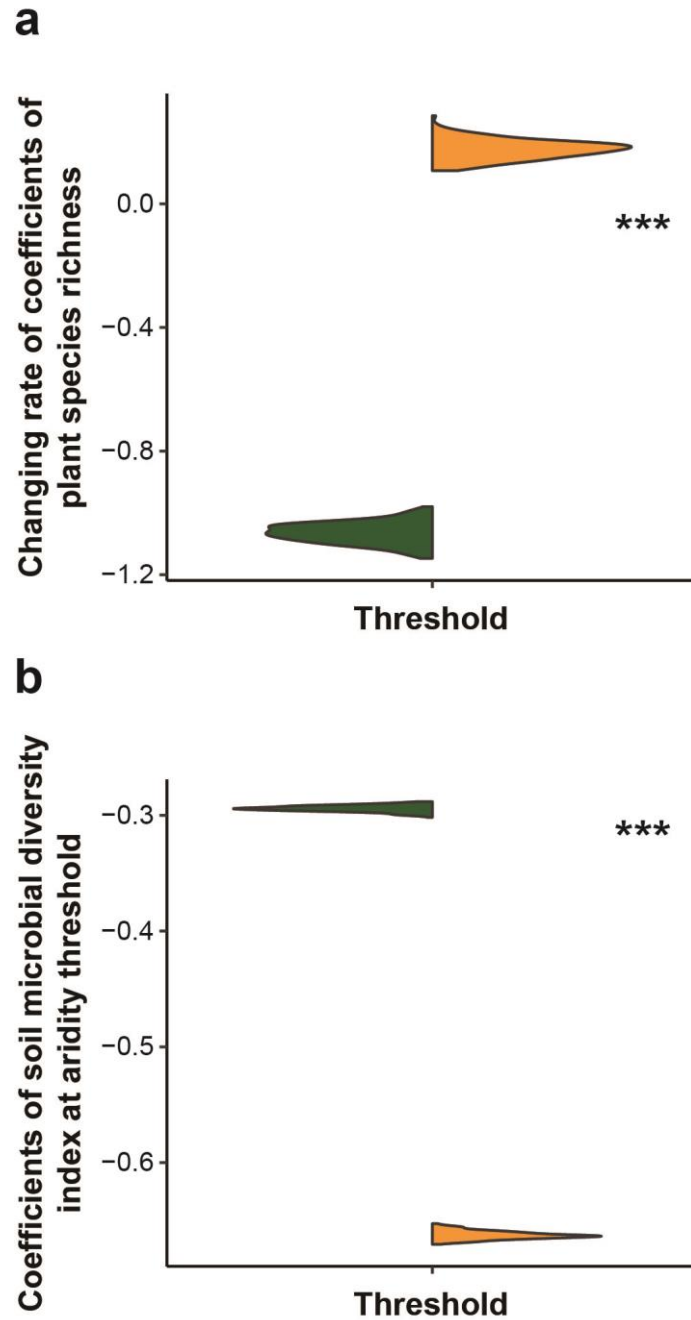 a
Changing rate of coefficients of
plant species richness
0.0
−0.4
−0.8
−1.2
***
Threshold
b
Coefficients of soil microbial diversity
index at aridity threshold
−0.3
−0.4
−0.5
−0.6
***
Threshold